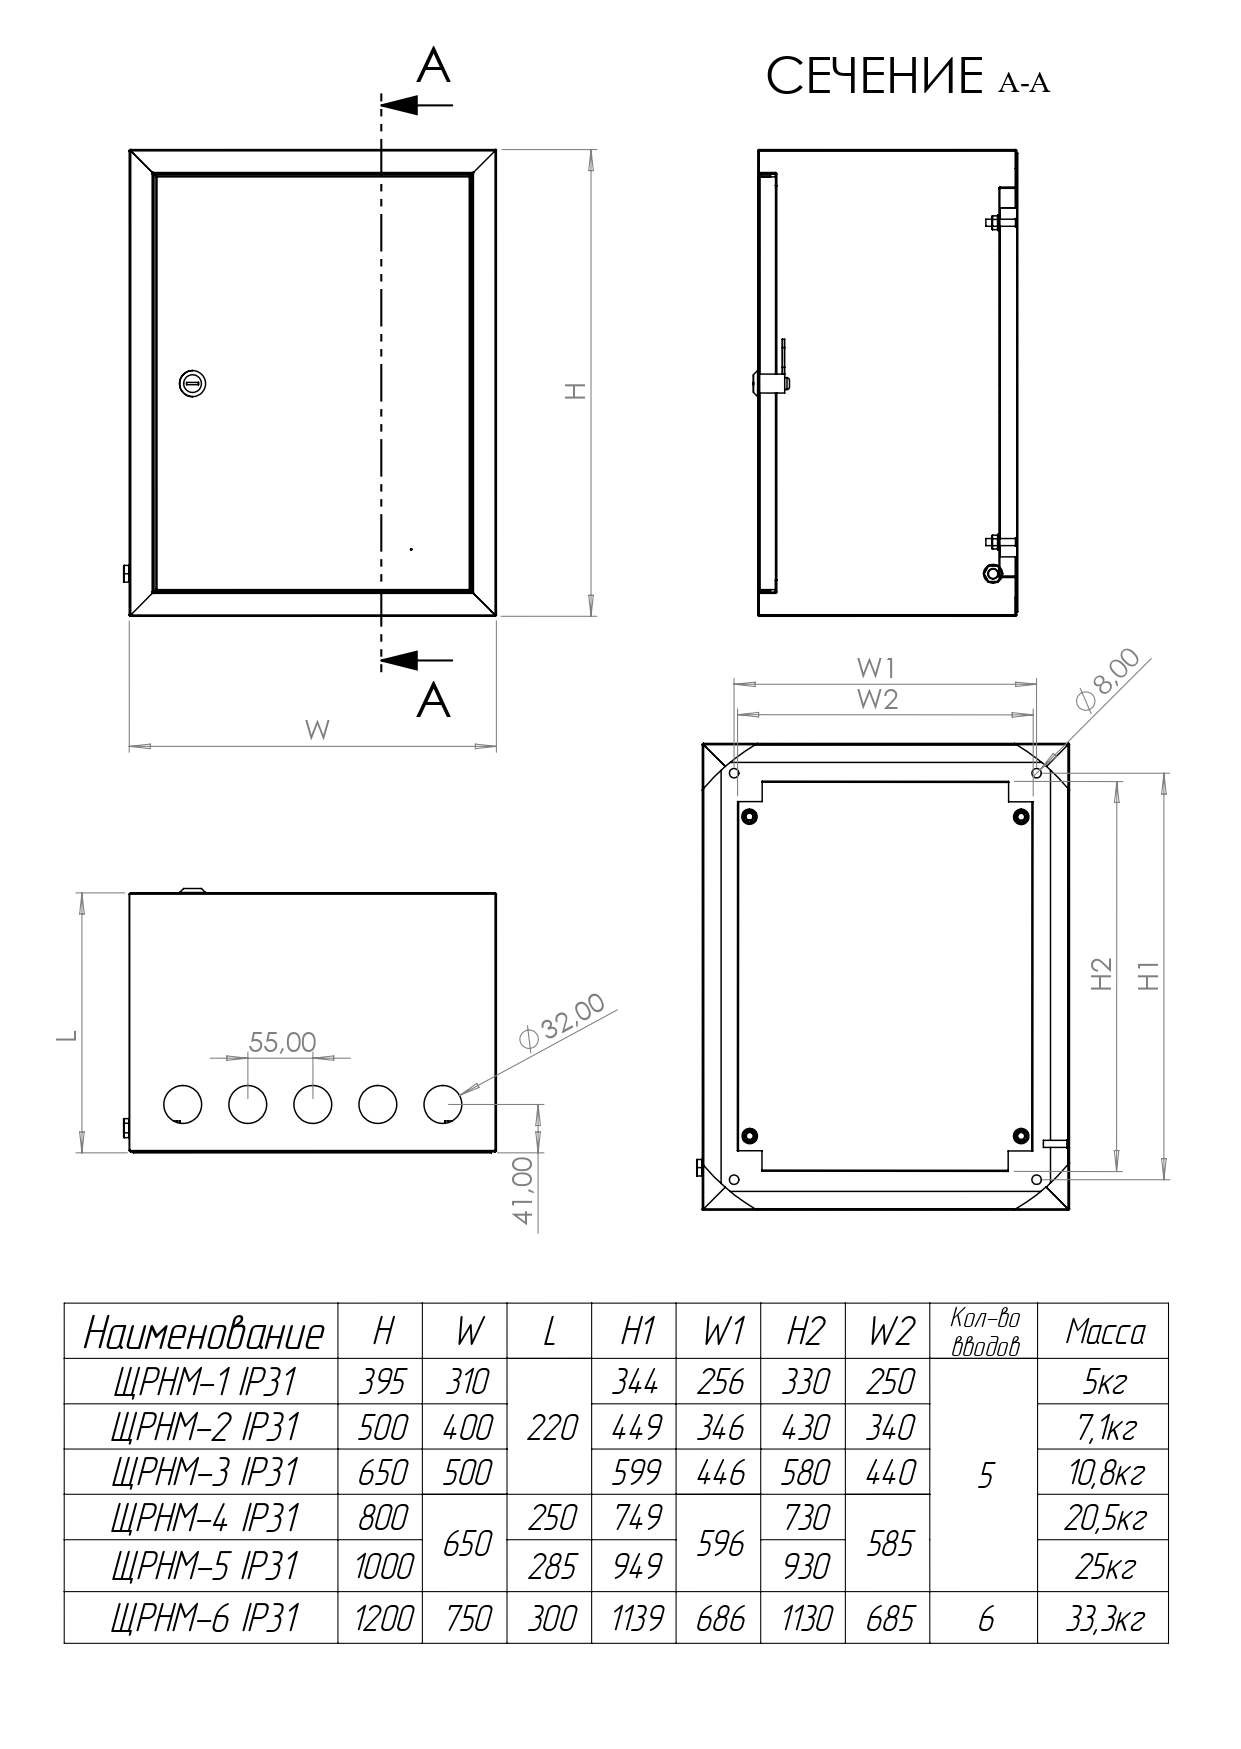 A
СЕЧЕНИЕ А-А
H
W1
W2
⌀8,00
A
W
H2
H1
L
55,00
⌀32,00
41,00
Наименование H W L H1 W1 H2 W2 Кол-во вводов Масса
ЩРНМ-1 IP31 395 310 220 344 256 330 250 5 5кг
ЩРНМ-2 IP31 500 400 449 346 430 340 7,1кг
ЩРНМ-3 IP31 650 500 599 446 580 440 10,8кг
ЩРНМ-4 IP31 800 650 250 749 596 730 585 20,5кг
ЩРНМ-5 IP31 1000 285 949 930 25кг
ЩРНМ-6 IP31 1200 750 300 1139 686 1130 685 6 33,3кг